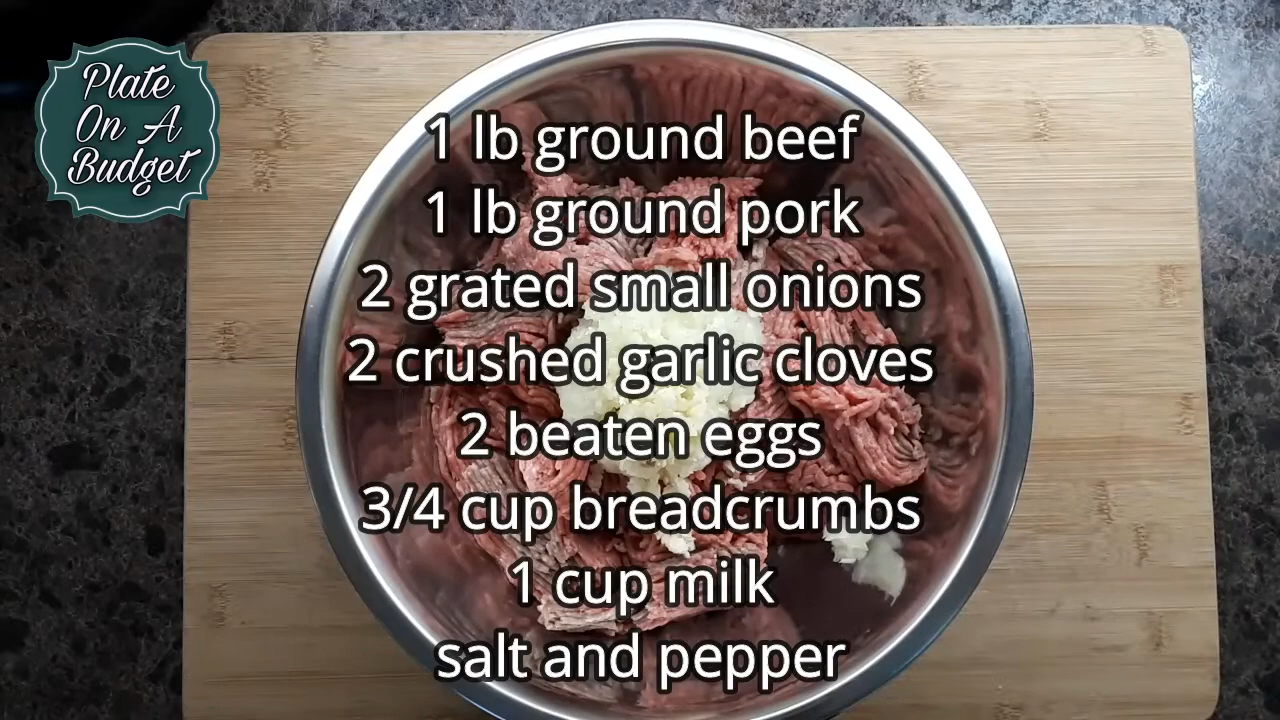 Plate
On A
Budget
1 lb ground beef
1 lb ground pork
2 grated small onions
2 crushed garlic cloves
2 beaten eggs
3/4 cup breadcrumbs
1 cup milk
salt and pepper